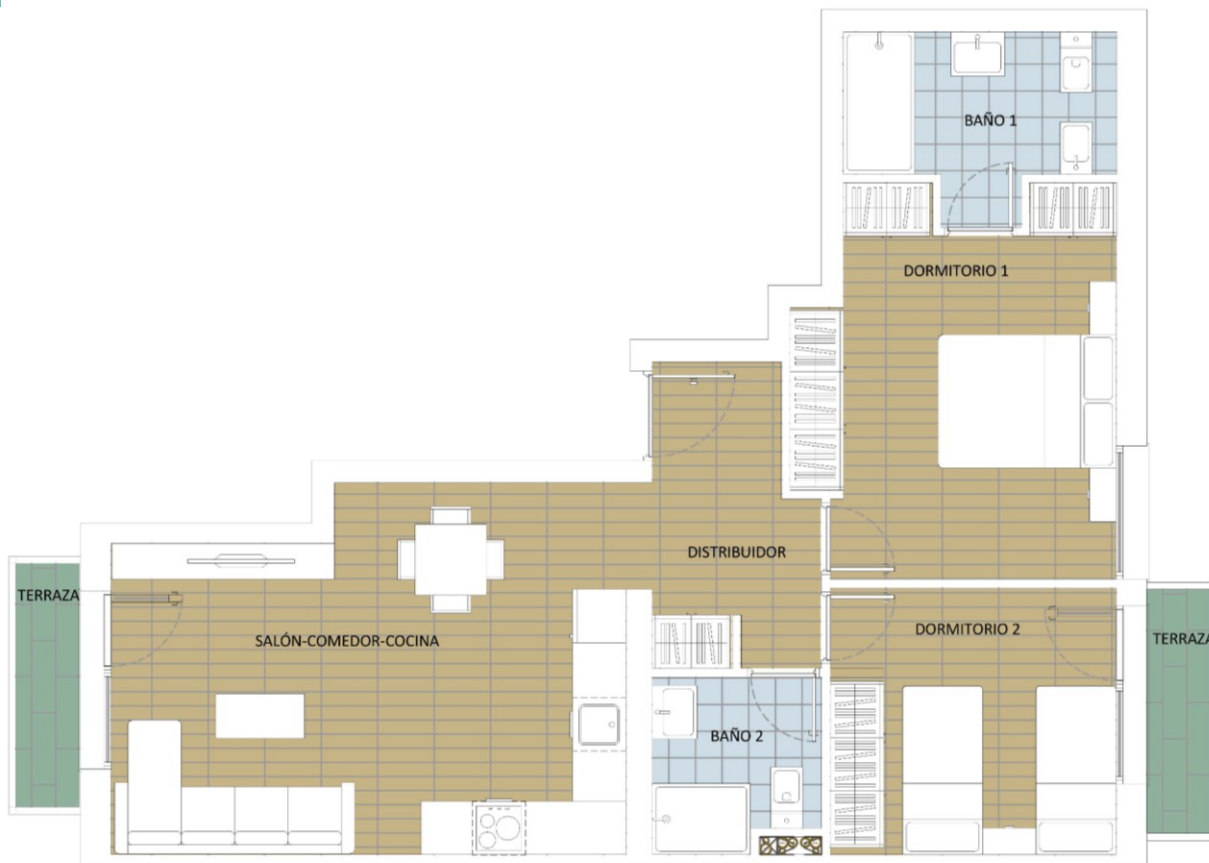 BAÑO 1
DORMITORIO 1
DISTRIBUIDOR
TERRAZA
SALÓN-COMEDOR-COCINA
DORMITORIO 2
TERRAZA
BAÑO 2